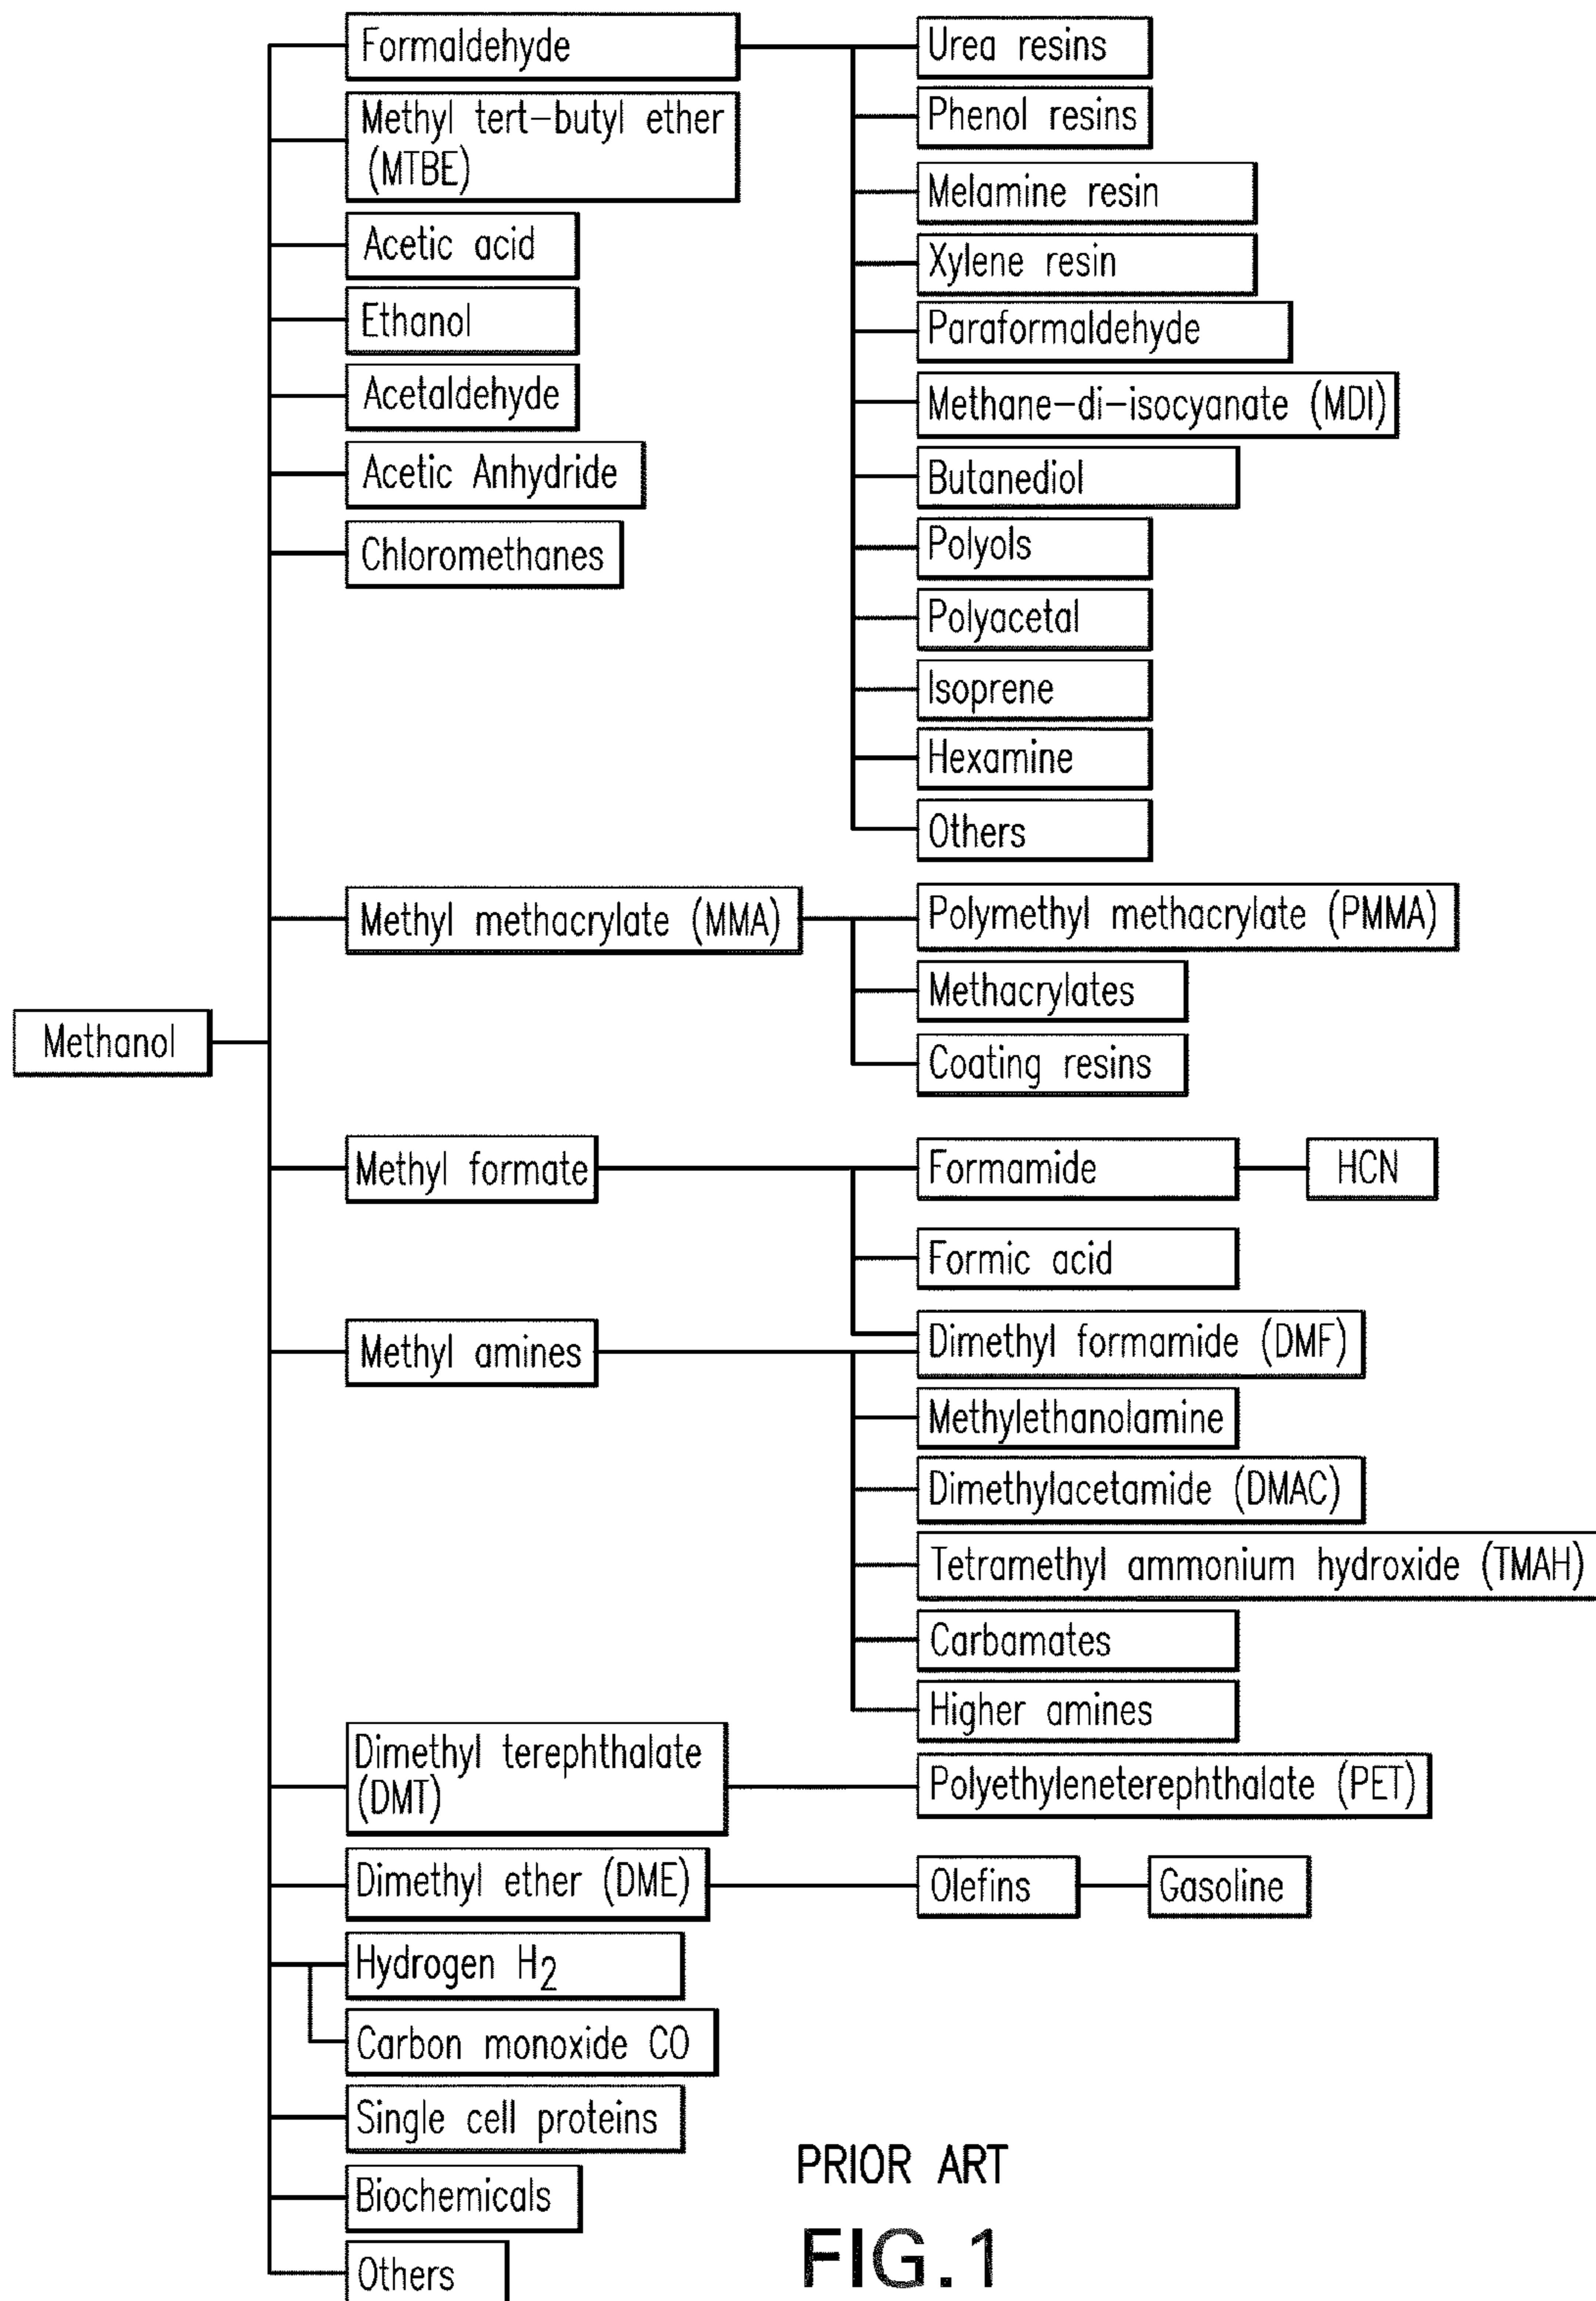 Formaldehyde
Methyl tert-butyl ether
(MTBE)
Acetic acid
Ethanol
Acetaldehyde
Acetic Anhydride
Chloromethanes
Urea resins
Phenol resins
Melamine resin
Xylene resin
Paraformaldehyde
Methane-di-isocyanate (MDI)
Butanediol
Polyols
Polyacetal
Isoprene
Hexamine
Others
Methyl methacrylate (MMA)
Polymethyl methacrylate (PMMA)
Methacrylates
Coating resins
Methanol
Methyl formate
Formamide
HCN
Formic acid
Methyl amines
Dimethyl formamide (DMF)
Methylethanolamine
Dimethylacetamide (DMAC)
Tetramethyl ammonium hydroxide (TMAH)
Carbamates
Higher amines
Dimethyl terephthalate
(DMT)
Polyethyleneterephthalate (PET)
Dimethyl ether (DME)
Olefins
Gasoline
Hydrogen H2
Carbon monoxide CO
Single cell proteins
Biochemicals
Others
PRIOR ART
FIG.1